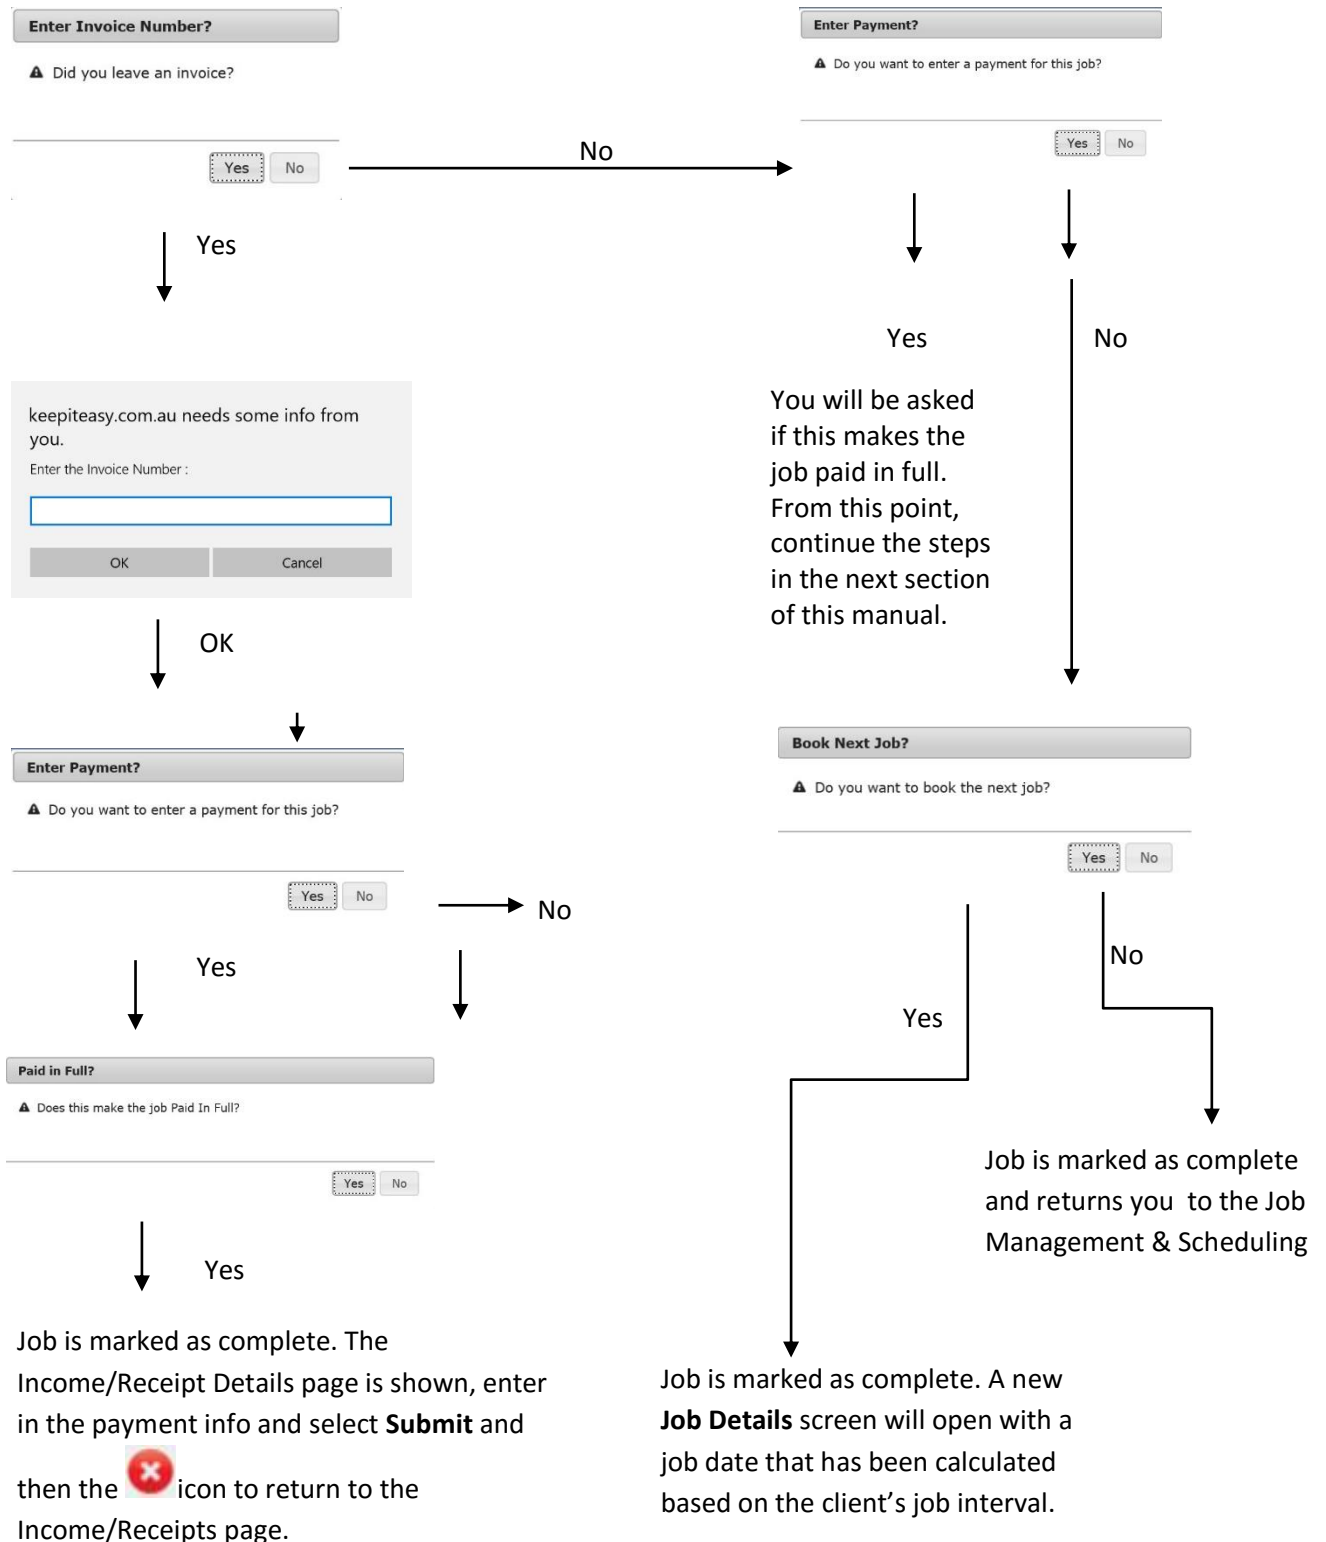 Enter Invoice Number?
Did you leave an invoice?
Yes No
No
Enter Payment?
Do you want to enter a payment for this job?
Yes No
Yes
keepiteasy.com.au needs some info from
you.
Enter the Invoice Number :
OK Cancel
OK
Enter Payment?
Do you want to enter a payment for this job?
Yes No
No
Yes
Paid in Full?
Does this make the job Paid In Full?
Yes No
Yes
Job is marked as complete. The
Income/Receipt Details page is shown, enter
in the payment info and select Submit and
then the icon to return to the
Income/Receipts page.
Yes
No
You will be asked
if this makes the
job paid in full.
From this point,
continue the steps
in the next section
of this manual.
Book Next Job?
Do you want to book the next job?
Yes No
No
Yes
Job is marked as complete
and returns you to the Job
Management & Scheduling
Job is marked as complete. A new
Job Details screen will open with a
job date that has been calculated
based on the client’s job interval.